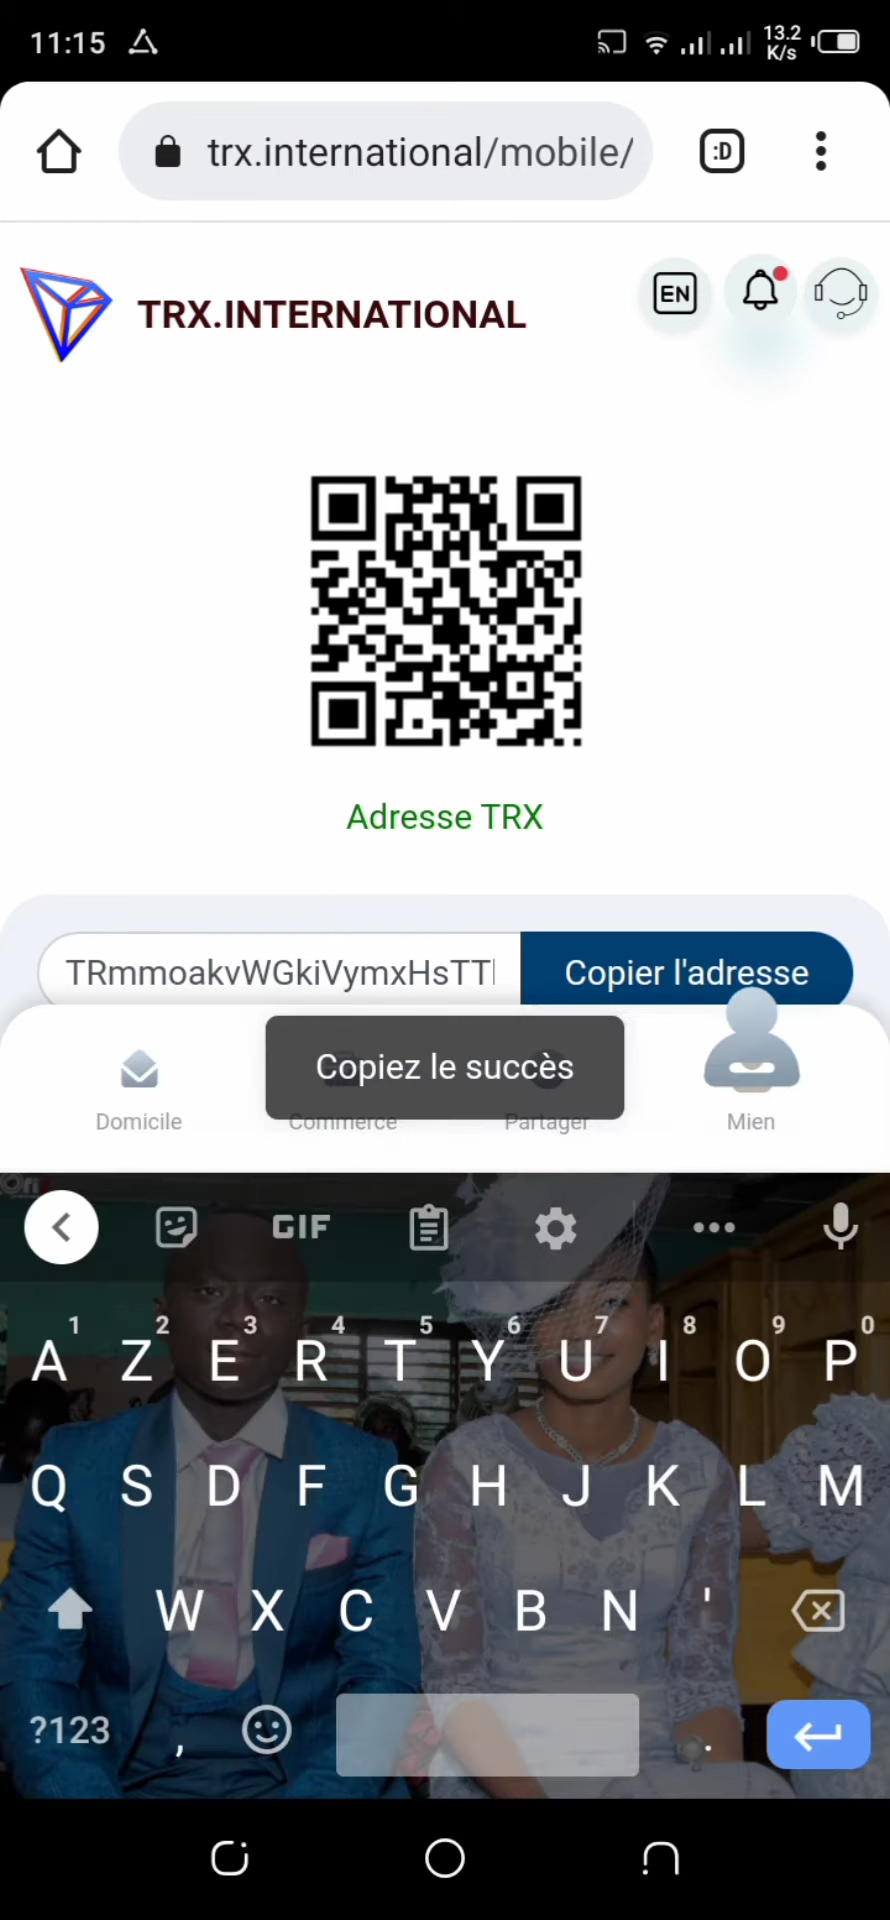 11:15
13.2
K/s
trx.international/mobile/
:D
TRX.INTERNATIONAL
EN
Adresse TRX
TRmmoakvWGkiVymxHsTT
Copier l'adresse
Copiez le succès
Domicile
Commerce
Partager
Mien
GIF
1 2 3 4 5 6 7 8 9 0
A Z E R T Y U I O P
Q S D F G H J K L M
W X C V B N '
?123 , .